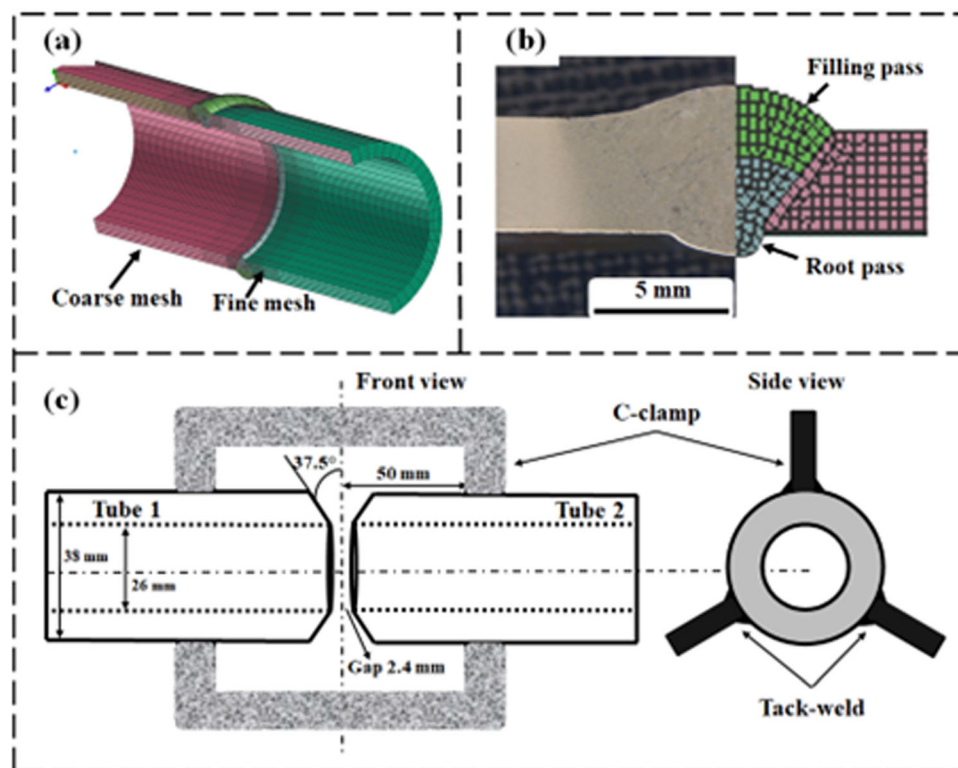 (a)
Coarse mesh
Fine mesh
(b)
Filling pass
Root pass
5 mm
(c)
Front view
Side view
C-clamp
37.5°
50 mm
Tube 1
Tube 2
38 mm
26 mm
Gap 2.4 mm
Tack-weld